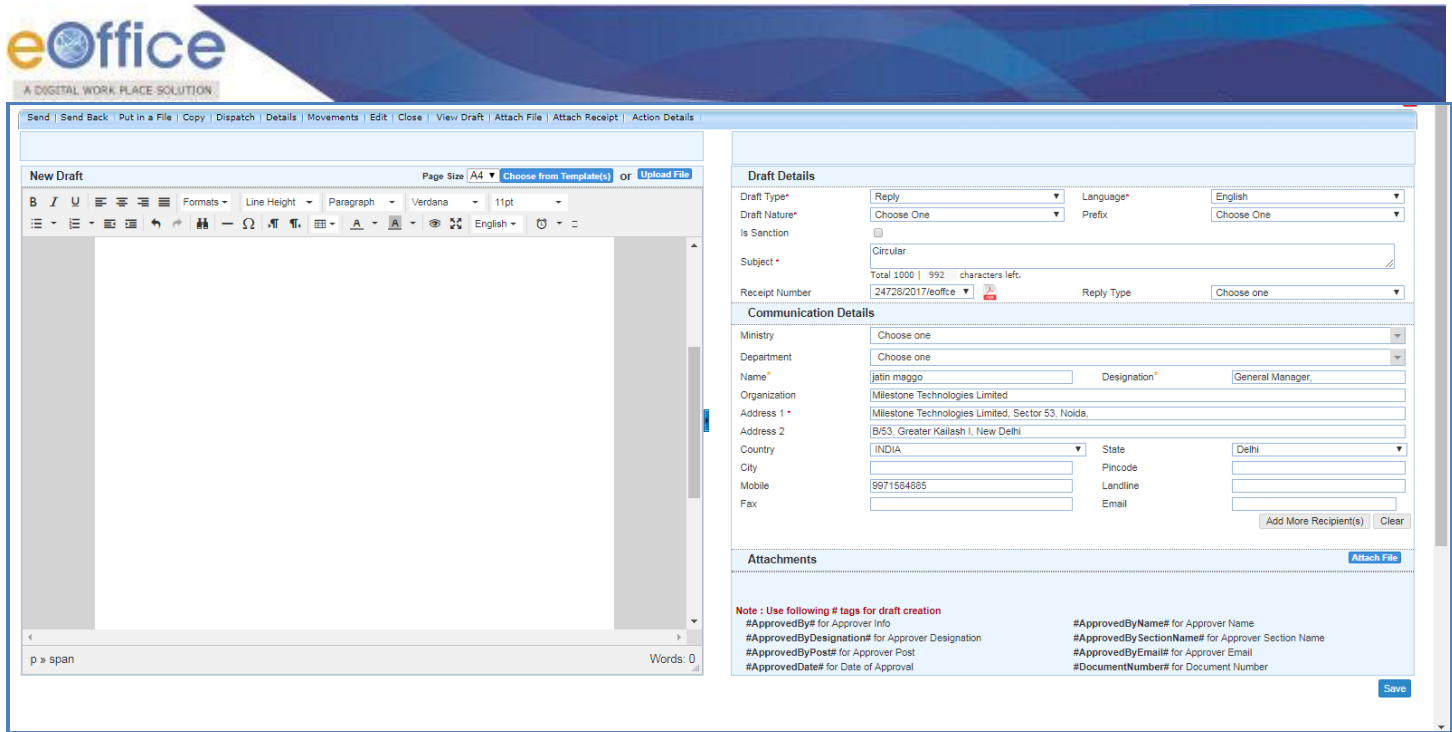 eOffice
A DIGITAL WORK PLACE SOLUTION
Send | Send Back | Put in a File | Copy | Dispatch | Details | Movements | Edit | Close | View Draft | Attach File | Attach Receipt | Action Details
New Draft Page Size A4 Choose from Template(s) or Upload File
B I U Formats Line Height Paragraph Verdana 11pt
Ω A A English
p » span Words: 0
Draft Details
Draft Type* Reply Language* English
Draft Nature* Choose One Prefix Choose One
Is Sanction
Subject * Circular
Total 1000 | 992 characters left.
Receipt Number 24728/2017/eoffce Reply Type Choose one
Communication Details
Ministry Choose one
Department Choose one
Name* jatin maggo Designation* General Manager,
Organization Milestone Technologies Limited
Address 1 * Milestone Technologies Limited, Sector 53, Noida,
Address 2 B/53, Greater Kailash I, New Delhi
Country INDIA State Delhi
City Pincode
Mobile 9971584885 Landline
Fax Email
Add More Recipient(s) Clear
Attachments Attach File
Note : Use following # tags for draft creation
#ApprovedBy# for Approver Info #ApprovedByName# for Approver Name
#ApprovedByDesignation# for Approver Designation #ApprovedBySectionName# for Approver Section Name
#ApprovedByPost# for Approver Post #ApprovedByEmail# for Approver Email
#ApprovedDate# for Date of Approval #DocumentNumber# for Document Number
Save